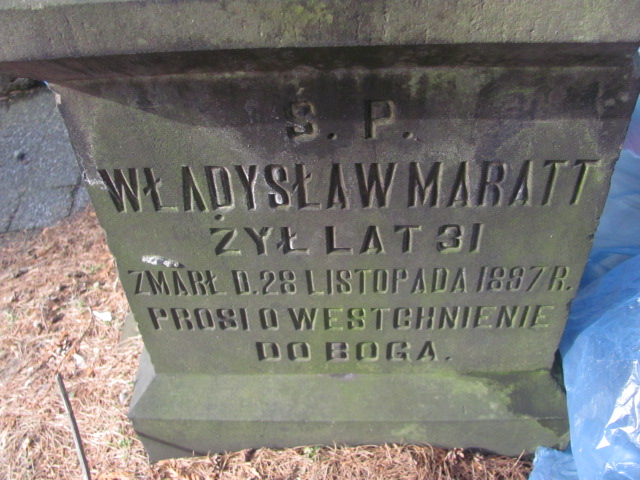 Ś. P.
WŁADYSŁAW MARATT
ŻYŁ LAT 31
ZMARŁ D. 28 LISTOPADA 1887 R.
PROSI O WESTCHNIENIE
DO BOGA.